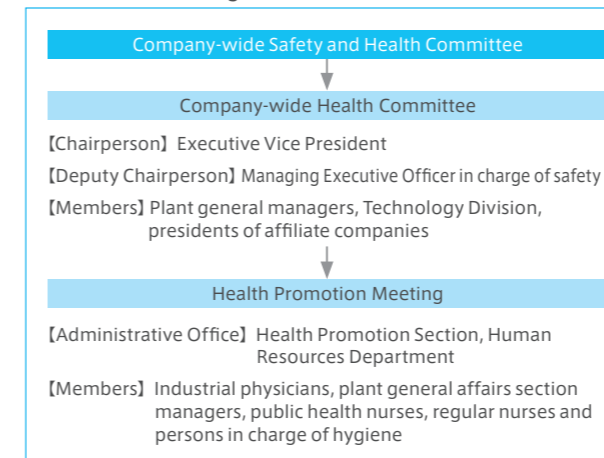 Company-wide Safety and Health Committee
Company-wide Health Committee
【Chairperson】 Executive Vice President
【Deputy Chairperson】 Managing Executive Officer in charge of safety
【Members】 Plant general managers, Technology Division,
presidents of affiliate companies
Health Promotion Meeting
【Administrative Office】 Health Promotion Section, Human
Resources Department
【Members】 Industrial physicians, plant general affairs section
managers, public health nurses, regular nurses and
persons in charge of hygiene